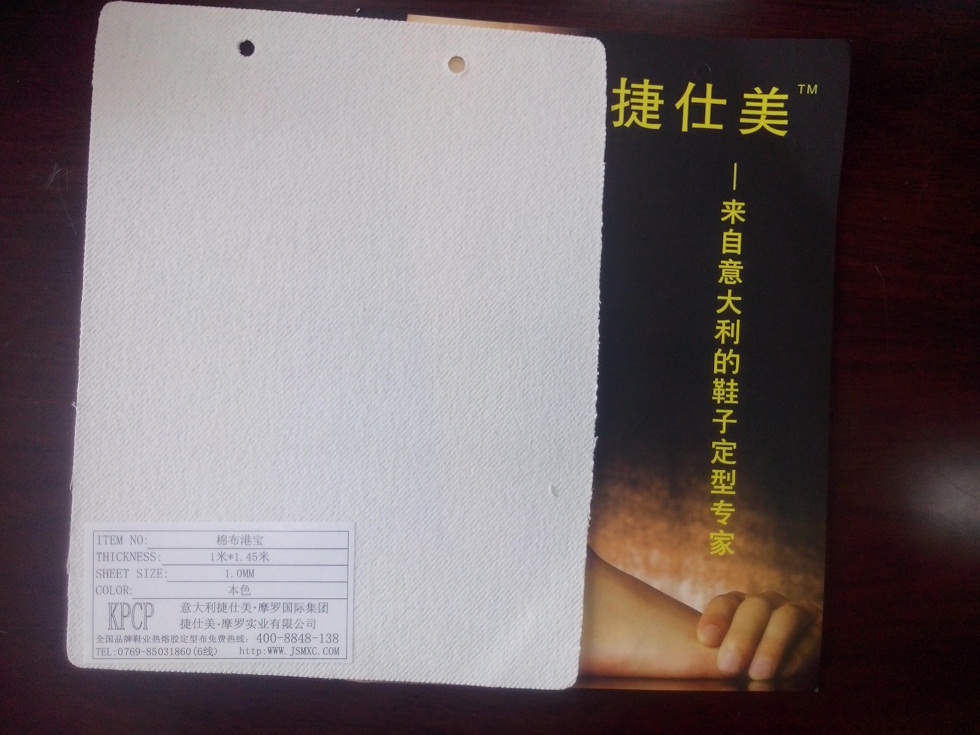 捷仕美™
—来自意大利的鞋子定型专家
ITEM NO: 棉布港宝
THICKNESS: 1米*1.45米
SHEET SIZE: 1.0MM
COLOR: 本色
KPCP
意大利捷仕美·摩罗国际集团
捷仕美·摩罗实业有限公司
全国品牌鞋业热熔胶定型布免费热线: 400-8848-138
TEL:0769-85031860(6线) http:WWW.JSMXC.COM